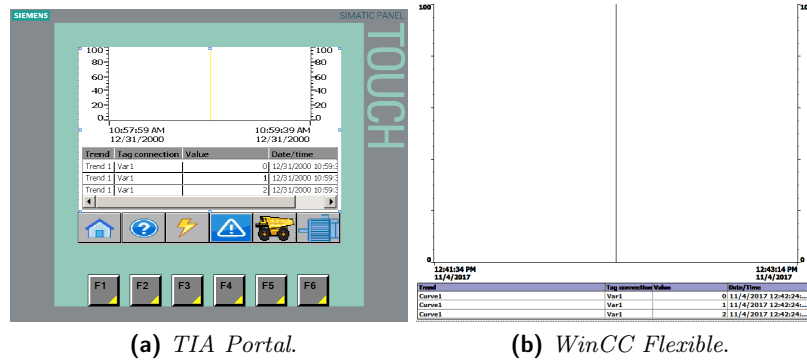 SIEMENS
SIMATIC PANEL
TOUCH
100 100
80 80
60 60
40 40
20 20
0 0
10:57:59 AM 10:59:39 AM
12/31/2000 12/31/2000
Trend Tag connection Value Date/time
Trend 1 Var1 0 12/31/2000 10:59:3
Trend 1 Var1 1 12/31/2000 10:59:3
Trend 1 Var1 2 12/31/2000 10:59:3
F1 F2 F3 F4 F5 F6
(a) TIA Portal.
100
0 0
12:41:34 PM 12:43:14 PM
11/4/2017 11/4/2017
Trend Tag connection Value Date/Time
Curve1 Var1 0 11/4/2017 12:42:24:...
Curve1 Var1 1 11/4/2017 12:42:24:...
Curve1 Var1 2 11/4/2017 12:42:24:...
(b) WinCC Flexible.